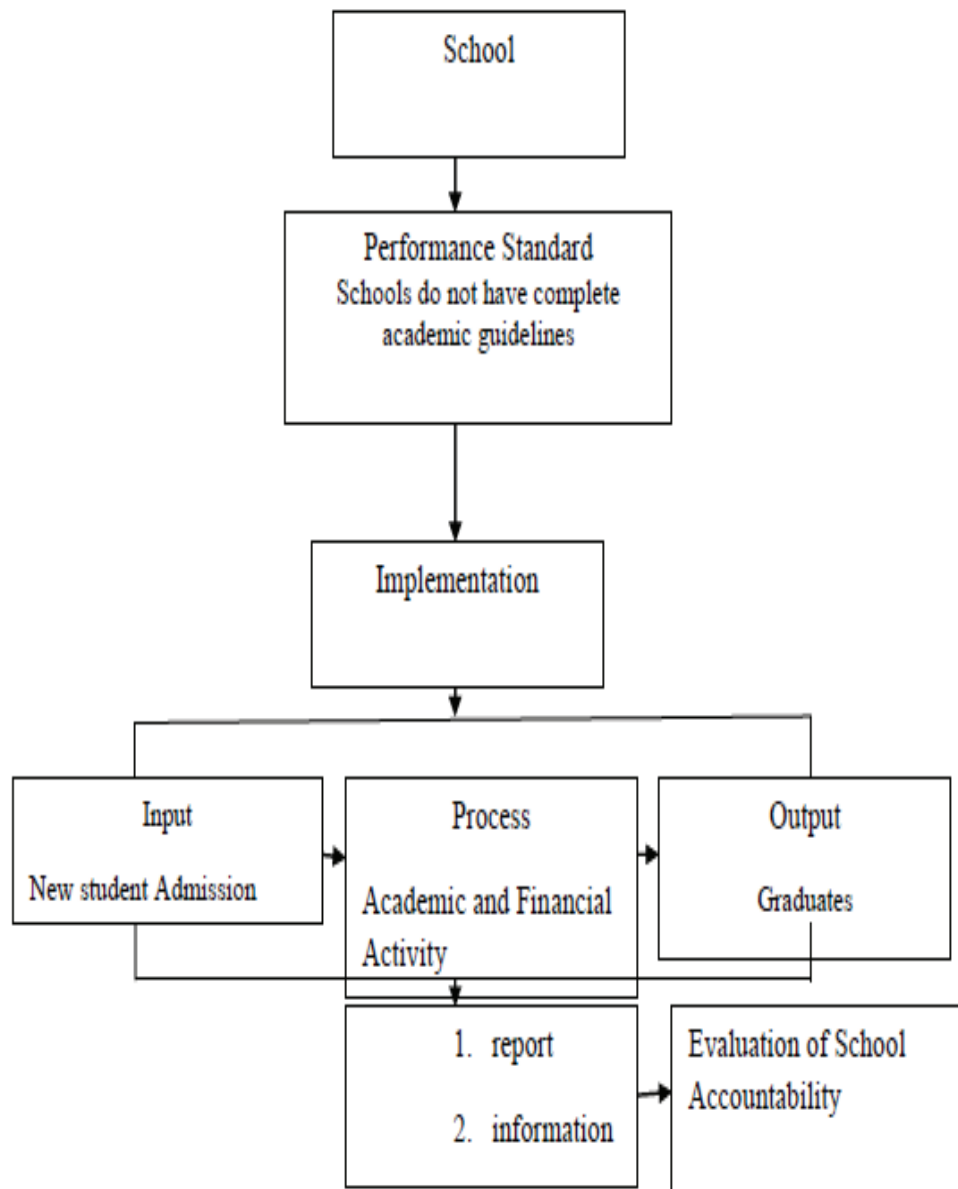 School
Performance Standard
Schools do not have complete
academic guidelines
Implementation
Input
New student Admission
Process
Academic and Financial
Activity
Output
Graduates
1. report
2. information
Evaluation of School
Accountability